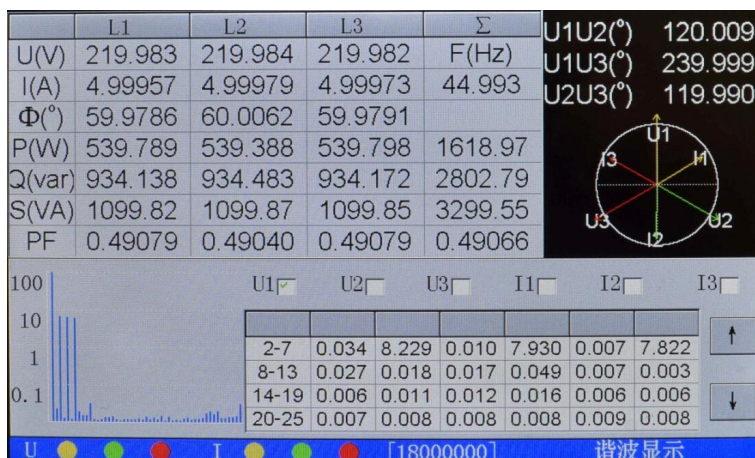 L1 L2 L3 Σ
U(V) 219.983 219.984 219.982 F(Hz)
I(A) 4.99957 4.99979 4.99973 44.993
Φ(°) 59.9786 60.0062 59.9791
P(W) 539.789 539.388 539.798 1618.97
Q(var) 934.138 934.483 934.172 2802.79
S(VA) 1099.82 1099.87 1099.85 3299.55
PF 0.49079 0.49040 0.49079 0.49066
U1U2(°) 120.009
U1U3(°) 239.999
U2U3(°) 119.990
U1
I3 I1
U3 U2
I2
100
10
1
0.1
U1 U2 U3 I1 I2 I3
2-7 0.034 8.229 0.010 7.930 0.007 7.822
8-13 0.027 0.018 0.017 0.049 0.007 0.003
14-19 0.006 0.011 0.012 0.016 0.006 0.006
20-25 0.007 0.008 0.008 0.008 0.009 0.008
U I [18000000] 谐波显示